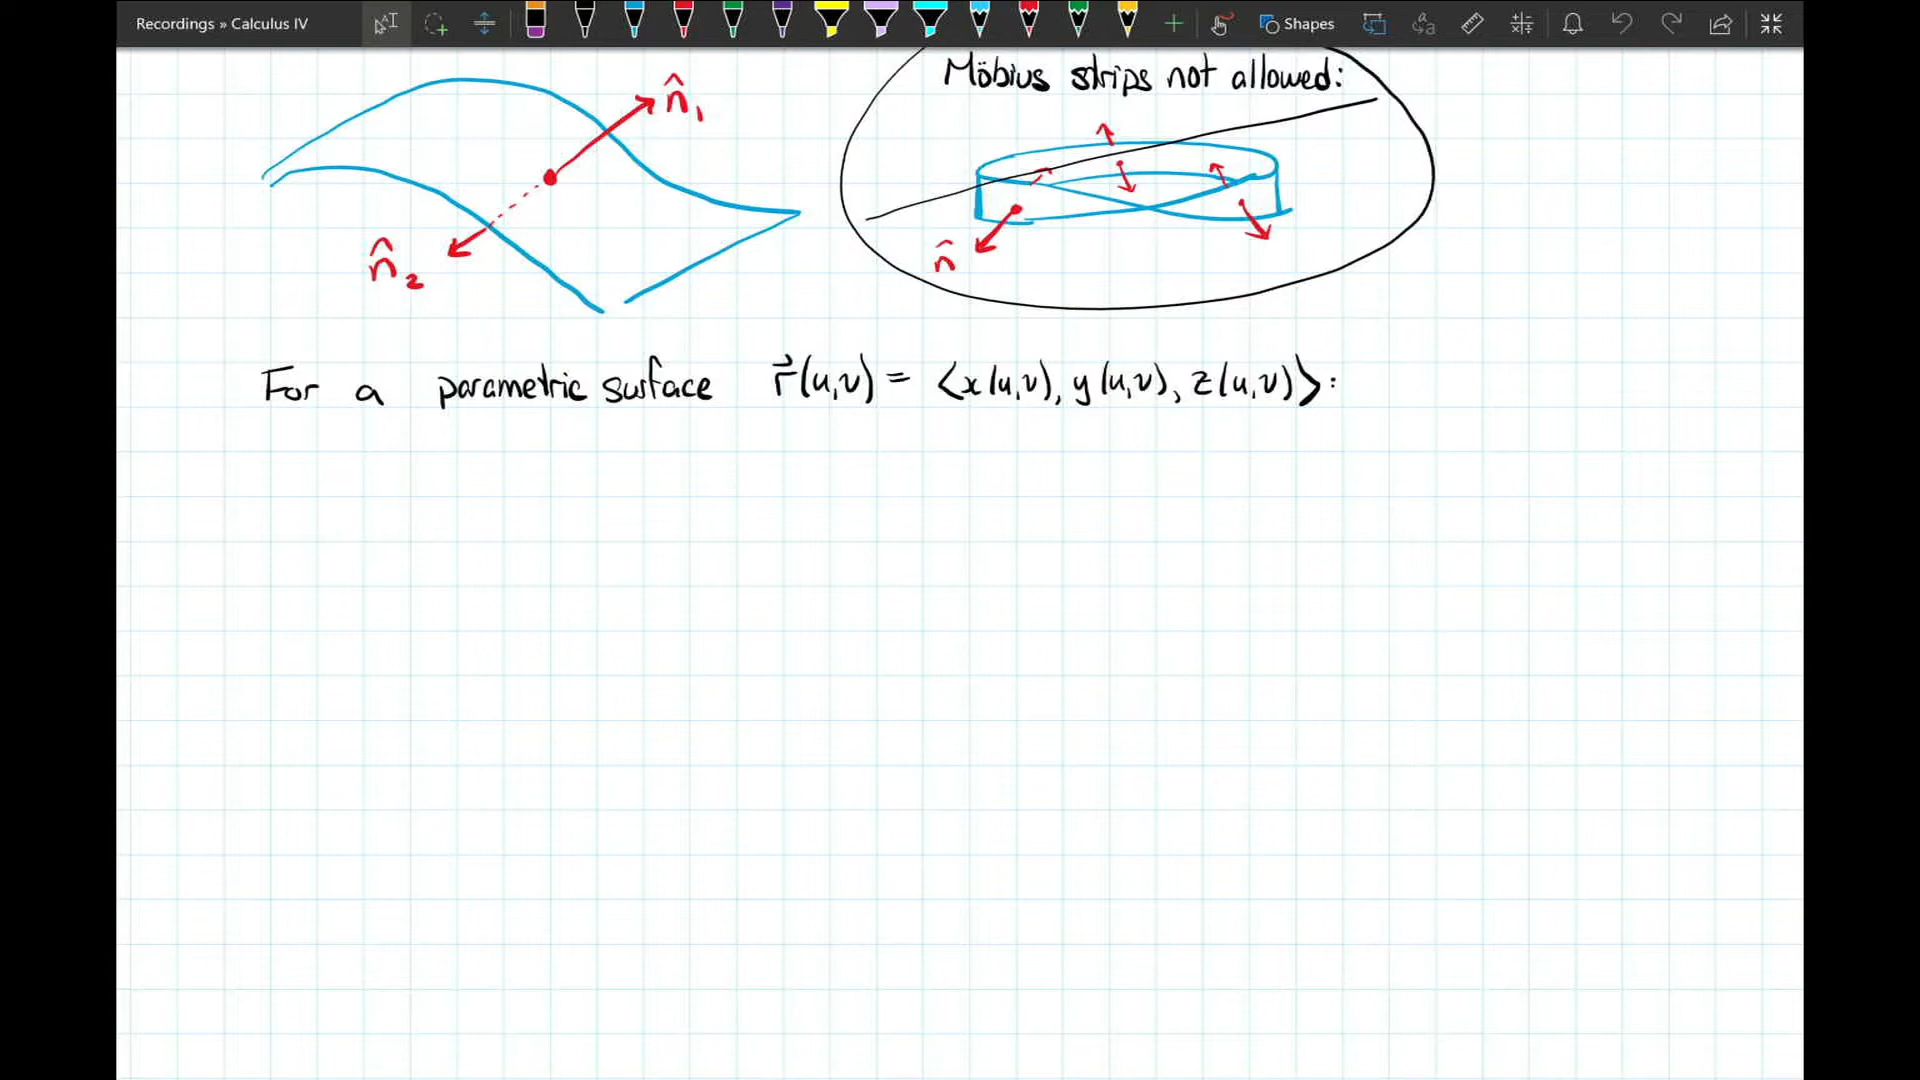 Recordings » Calculus IV
Shapes
Möbius strips not allowed:
n̂₁
n̂₂
n̂
For a parametric surface r⃗(u,v) = ⟨x(u,v), y(u,v), z(u,v)⟩: